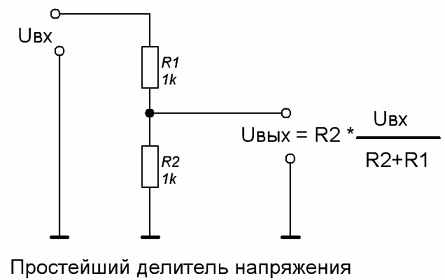 Uвх
R1
1k
R2
1k
Uвых = R2 * Uвх
R2+R1
Простейший делитель напряжения